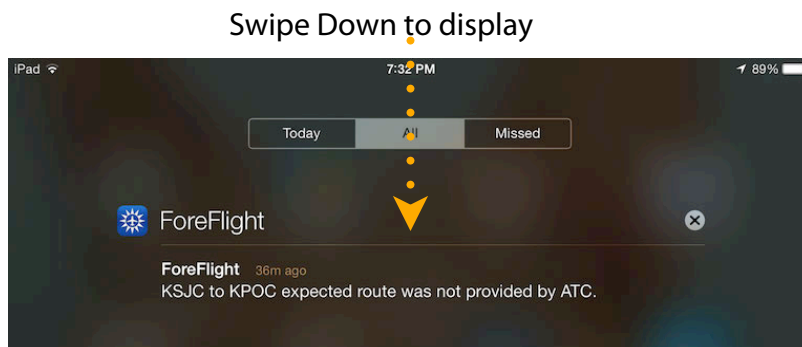 Swipe Down to display
iPad 7:32 PM 89%
Today All Missed
ForeFlight
ForeFlight 36m ago
KSJC to KPOC expected route was not provided by ATC.